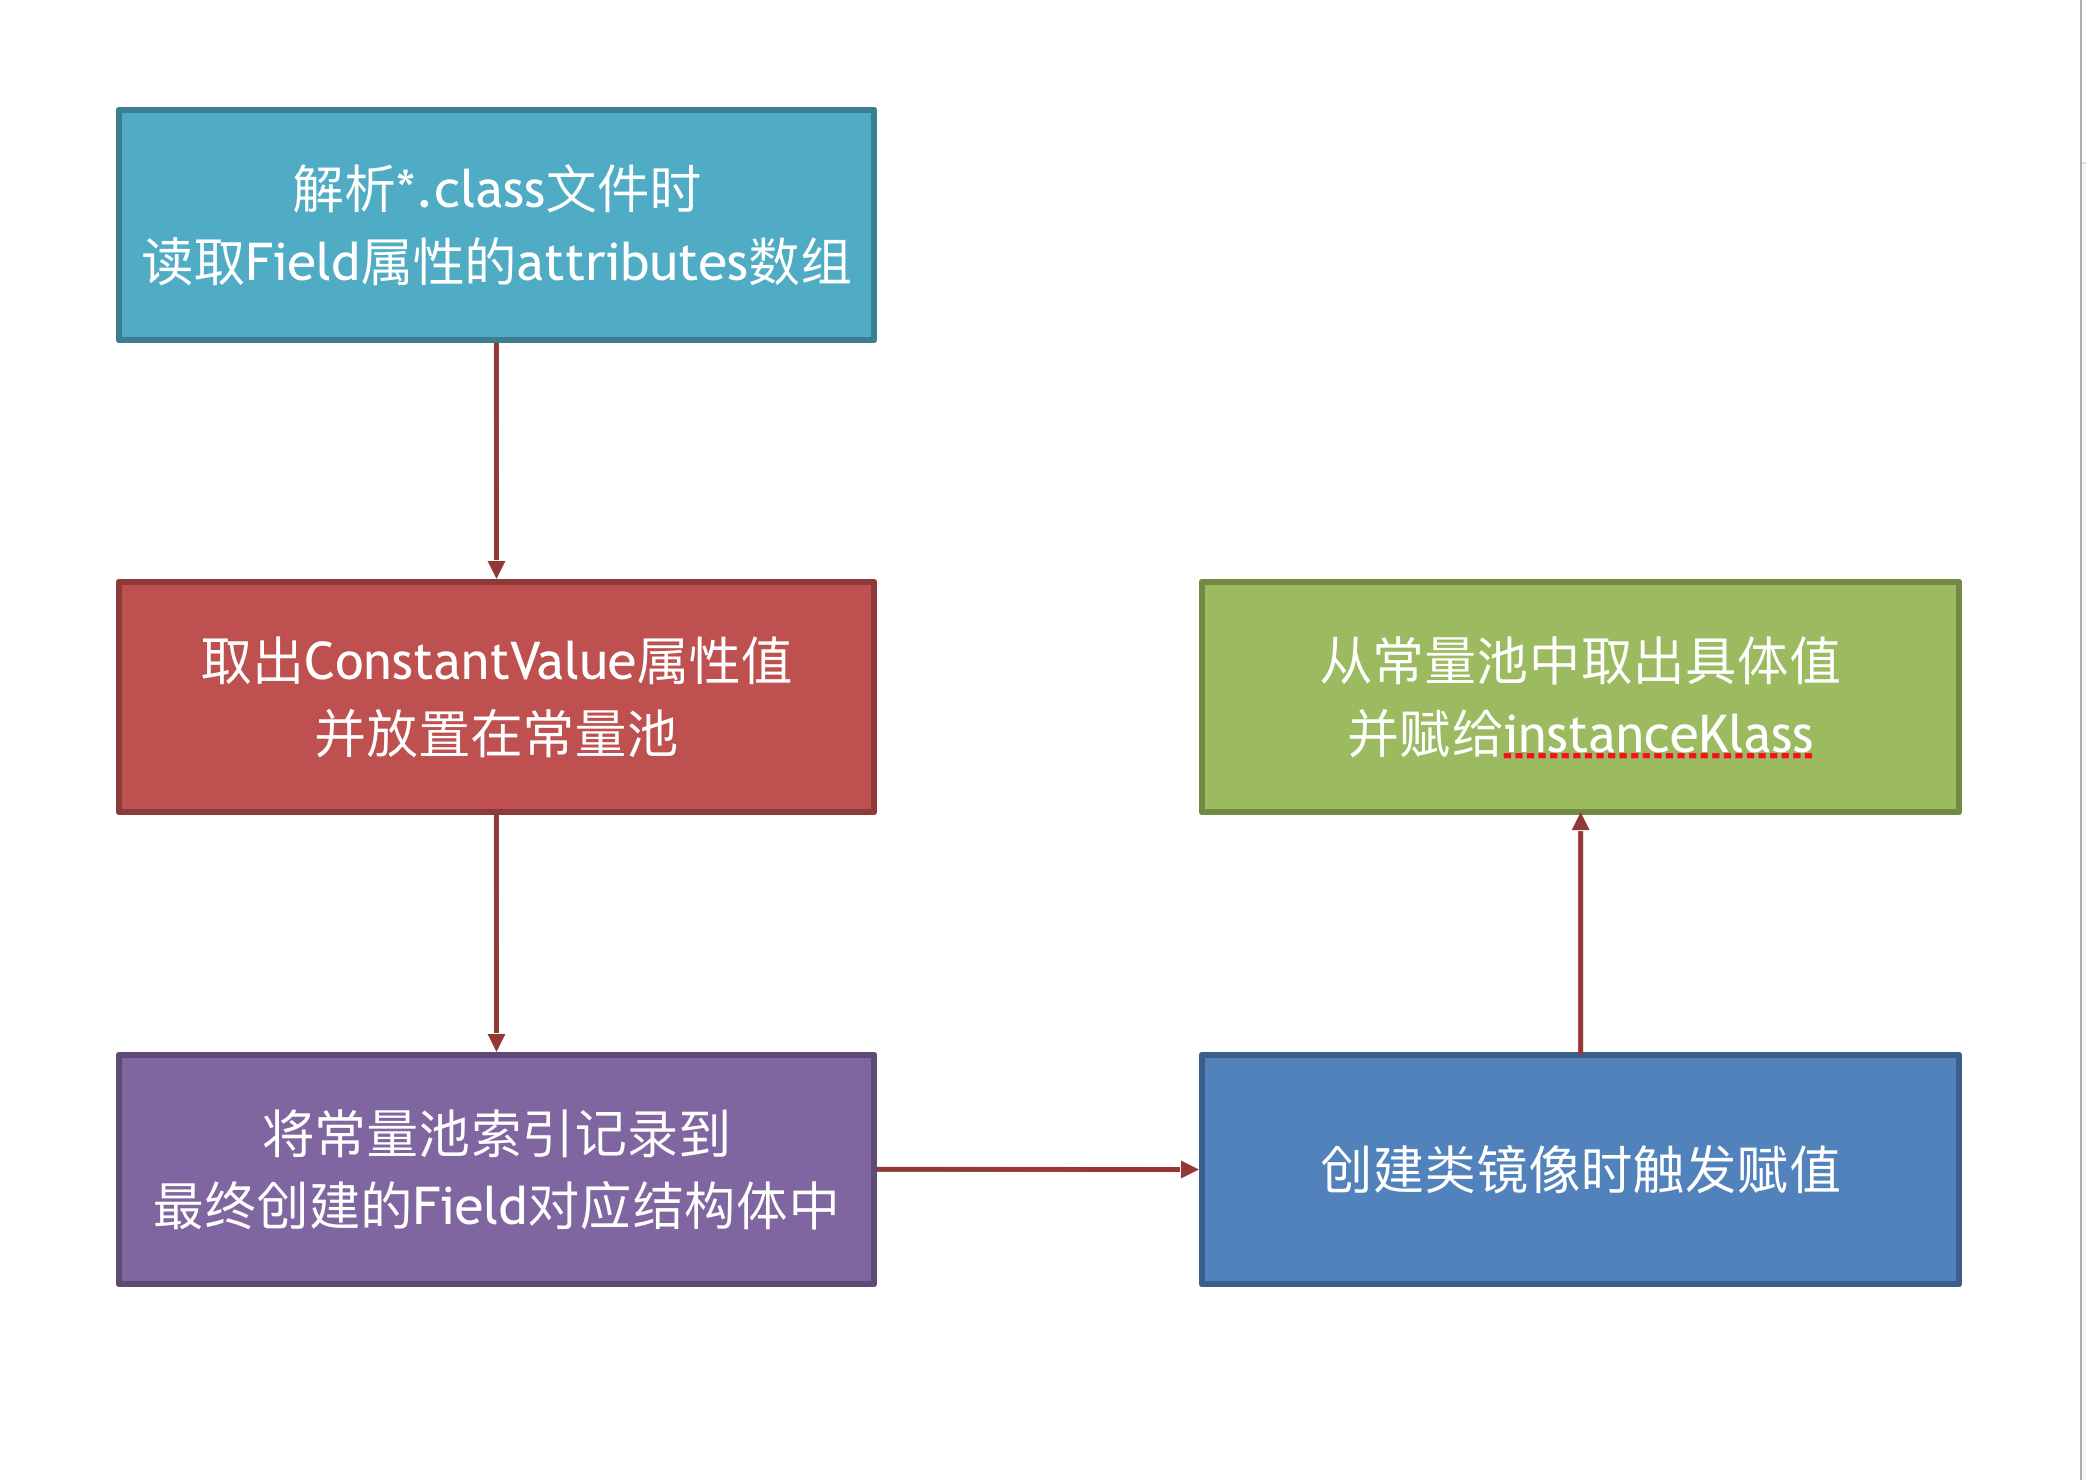 解析*.class文件时
读取Field属性的attributes数组
取出ConstantValue属性值
并放置在常量池
将常量池索引记录到
最终创建的Field对应结构体中
创建类镜像时触发赋值
从常量池中取出具体值
并赋给instanceKlass